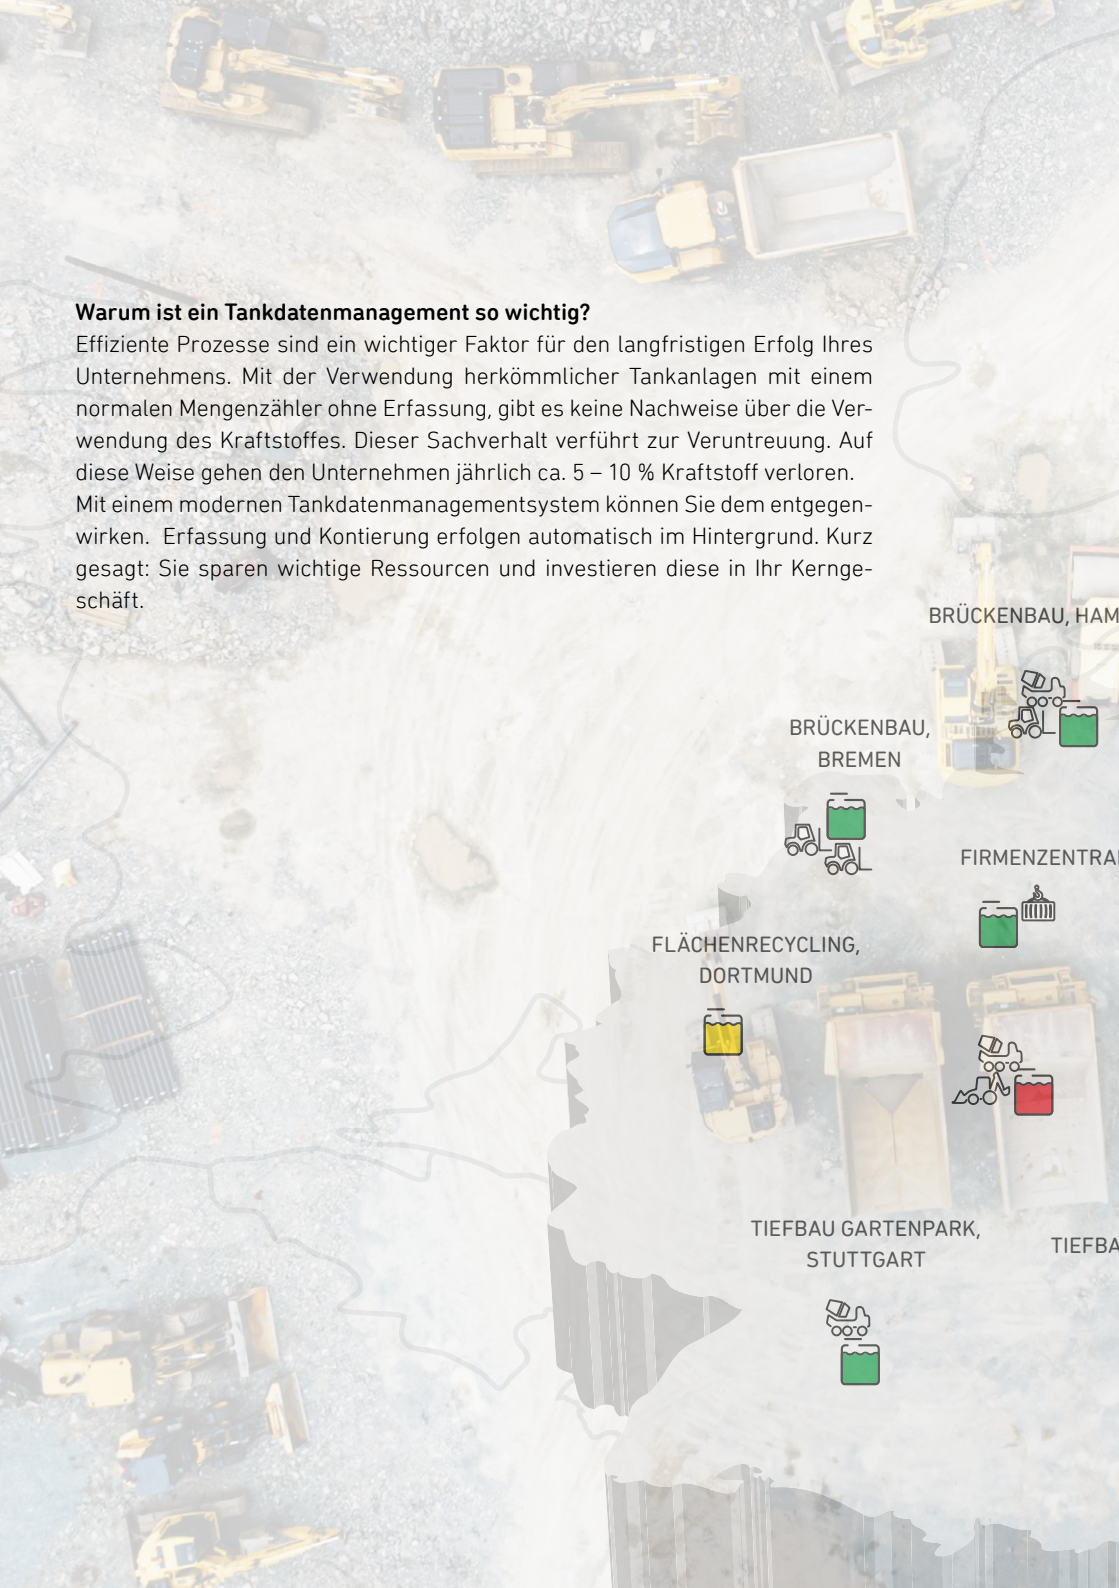 Warum ist ein Tankdatenmanagement so wichtig?
Effiziente Prozesse sind ein wichtiger Faktor für den langfristigen Erfolg Ihres
Unternehmens. Mit der Verwendung herkömmlicher Tankanlagen mit einem
normalen Mengenzähler ohne Erfassung, gibt es keine Nachweise über die Ver-
wendung des Kraftstoffes. Dieser Sachverhalt verführt zur Veruntreuung. Auf
diese Weise gehen den Unternehmen jährlich ca. 5 – 10 % Kraftstoff verloren.
Mit einem modernen Tankdatenmanagementsystem können Sie dem entgegen-
wirken. Erfassung und Kontierung erfolgen automatisch im Hintergrund. Kurz
gesagt: Sie sparen wichtige Ressourcen und investieren diese in Ihr Kernge-
schäft.
BRÜCKENBAU, HAM
BRÜCKENBAU,
BREMEN
FIRMENZENTRA
FLÄCHENRECYCLING,
DORTMUND
TIEFBAU GARTENPARK,
STUTTGART
TIEFBA